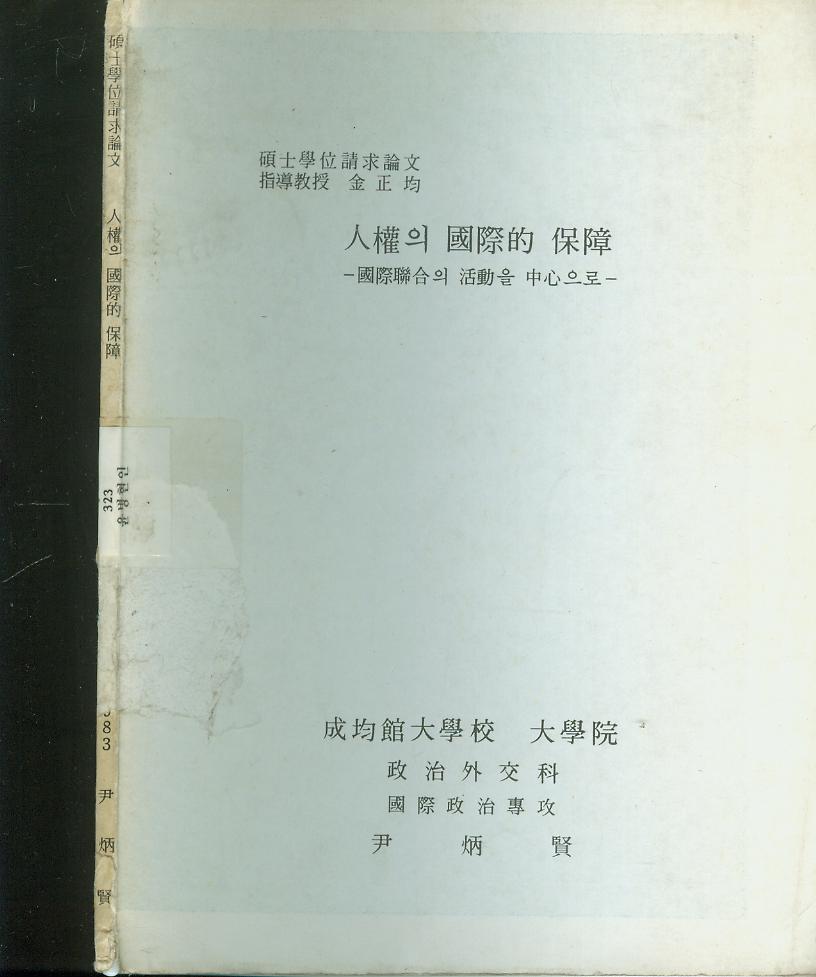 碩士學位請求論文
人權의 國際的 保障
323
윤병현인
983
尹 炳 賢
碩士學位請求論文
指導教授 金正均
人權의 國際的 保障
-國際聯合의 活動을 中心으로-
成均館大學校 大學院
政治外交科
國際政治專攻
尹 炳 賢